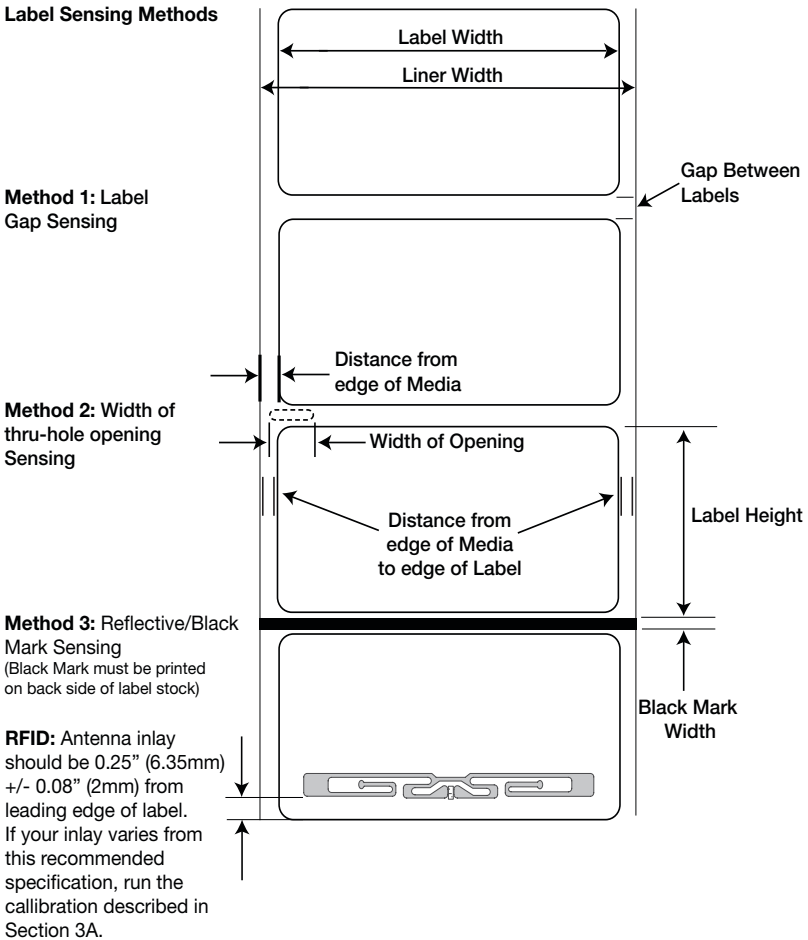 Label Sensing Methods
Label Width
Liner Width
Gap Between
Labels
Method 1: Label
Gap Sensing
Distance from
edge of Media
Method 2: Width of
thru-hole opening
Sensing
Width of Opening
Distance from
edge of Media
to edge of Label
Label Height
Method 3: Reflective/Black
Mark Sensing
(Black Mark must be printed
on back side of label stock)
Black Mark
Width
RFID: Antenna inlay
should be 0.25” (6.35mm)
+/- 0.08” (2mm) from
leading edge of label.
If your inlay varies from
this recommended
specification, run the
callibration described in
Section 3A.